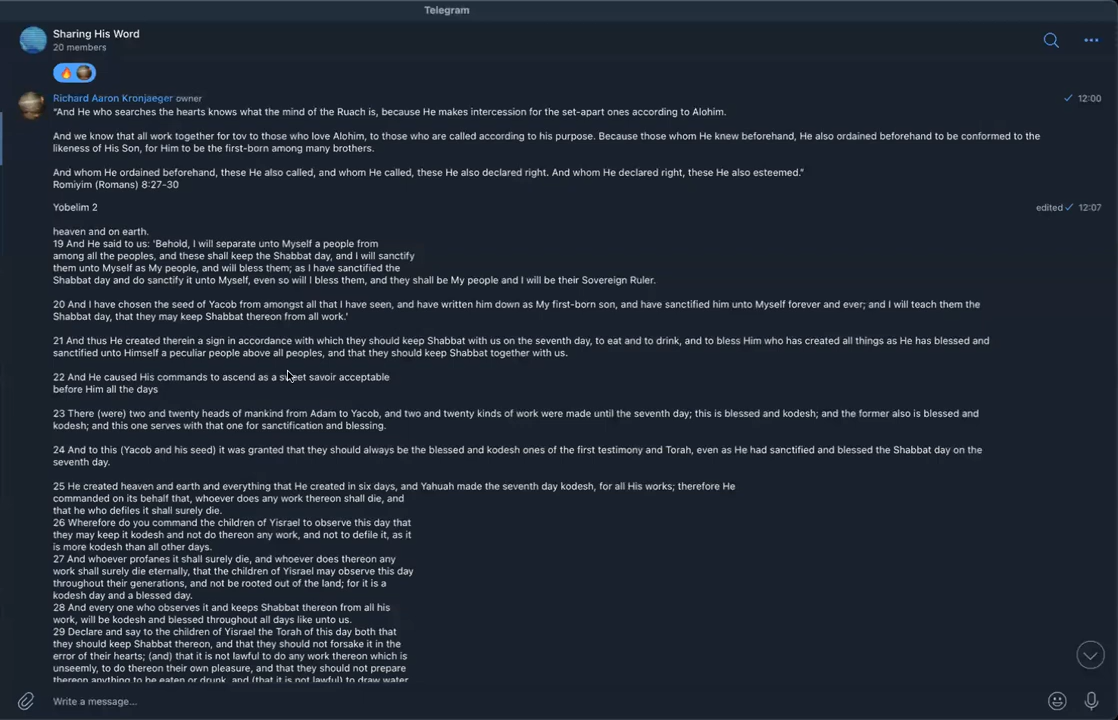 Telegram
Sharing His Word
20 members
Richard Aaron Kronjaeger owner
12:00
"And He who searches the hearts knows what the mind of the Ruach is, because He makes intercession for the set-apart ones according to Alohim.
And we know that all work together for tov to those who love Alohim, to those who are called according to his purpose. Because those whom He knew beforehand, He also ordained beforehand to be conformed to the
likeness of His Son, for Him to be the first-born among many brothers.
And whom He ordained beforehand, these He also called, and whom He called, these He also declared right. And whom He declared right, these He also esteemed."
Romiyim (Romans) 8:27-30
Yobelim 2
edited 12:07
heaven and on earth.
19 And He said to us: 'Behold, I will separate unto Myself a people from
among all the peoples, and these shall keep the Shabbat day, and I will sanctify
them unto Myself as My people, and will bless them; as I have sanctified the
Shabbat day and do sanctify it unto Myself, even so will I bless them, and they shall be My people and I will be their Sovereign Ruler.
20 And I have chosen the seed of Yacob from amongst all that I have seen, and have written him down as My first-born son, and have sanctified him unto Myself forever and ever; and I will teach them the
Shabbat day, that they may keep Shabbat thereon from all work.'
21 And thus He created therein a sign in accordance with which they should keep Shabbat with us on the seventh day, to eat and to drink, and to bless Him who has created all things as He has blessed and
sanctified unto Himself a peculiar people above all peoples, and that they should keep Shabbat together with us.
22 And He caused His commands to ascend as a sweet savoir acceptable
before Him all the days
23 There (were) two and twenty heads of mankind from Adam to Yacob, and two and twenty kinds of work were made until the seventh day; this is blessed and kodesh; and the former also is blessed and
kodesh; and this one serves with that one for sanctification and blessing.
24 And to this (Yacob and his seed) it was granted that they should always be the blessed and kodesh ones of the first testimony and Torah, even as He had sanctified and blessed the Shabbat day on the
seventh day.
25 He created heaven and earth and everything that He created in six days, and Yahuah made the seventh day kodesh, for all His works; therefore He
commanded on its behalf that, whoever does any work thereon shall die, and
that he who defiles it shall surely die.
26 Wherefore do you command the children of Yisrael to observe this day that
they may keep it kodesh and not do thereon any work, and not to defile it, as it
is more kodesh than all other days.
27 And whoever profanes it shall surely die, and whoever does thereon any
work shall surely die eternally, that the children of Yisrael may observe this day
throughout their generations, and not be rooted out of the land; for it is a
kodesh day and a blessed day.
28 And every one who observes it and keeps Shabbat thereon from all his
work, will be kodesh and blessed throughout all days like unto us.
29 Declare and say to the children of Yisrael the Torah of this day both that
they should keep Shabbat thereon, and that they should not forsake it in the
error of their hearts; (and) that it is not lawful to do any work thereon which is
unseemly, to do thereon their own pleasure, and that they should not prepare
thereon anything to be eaten or drunk, and (that it is not lawful) to draw water
Write a message...